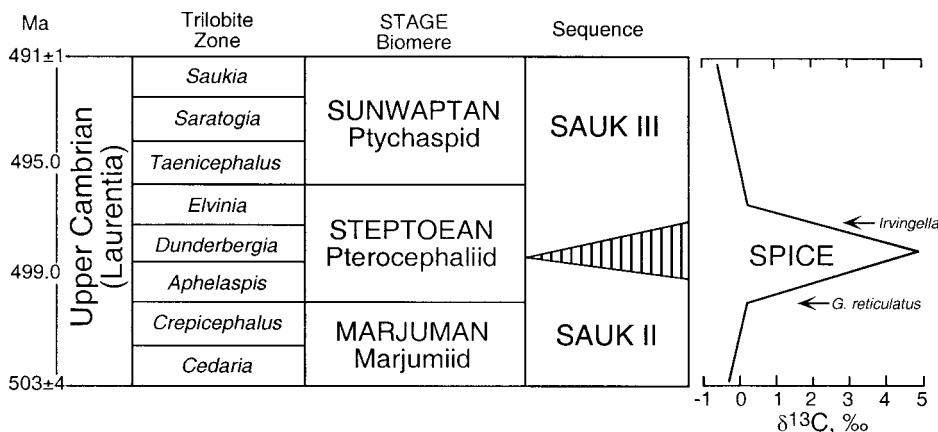 Ma
Trilobite
Zone
STAGE
Biomere
Sequence
491±1
495.0
499.0
503±4
Upper Cambrian
(Laurentia)
Saukia
Saratogia
Taenicephalus
Elvinia
Dunderbergia
Aphelaspis
Crepicephalus
Cedaria
SUNWAPTAN
Ptychaspid
STEPTOEAN
Pterocephaliid
MARJUMAN
Marjumiid
SAUK III
SAUK II
Irvingella
SPICE
G. reticulatus
-1 0 1 2 3 4 5
δ13C, ‰